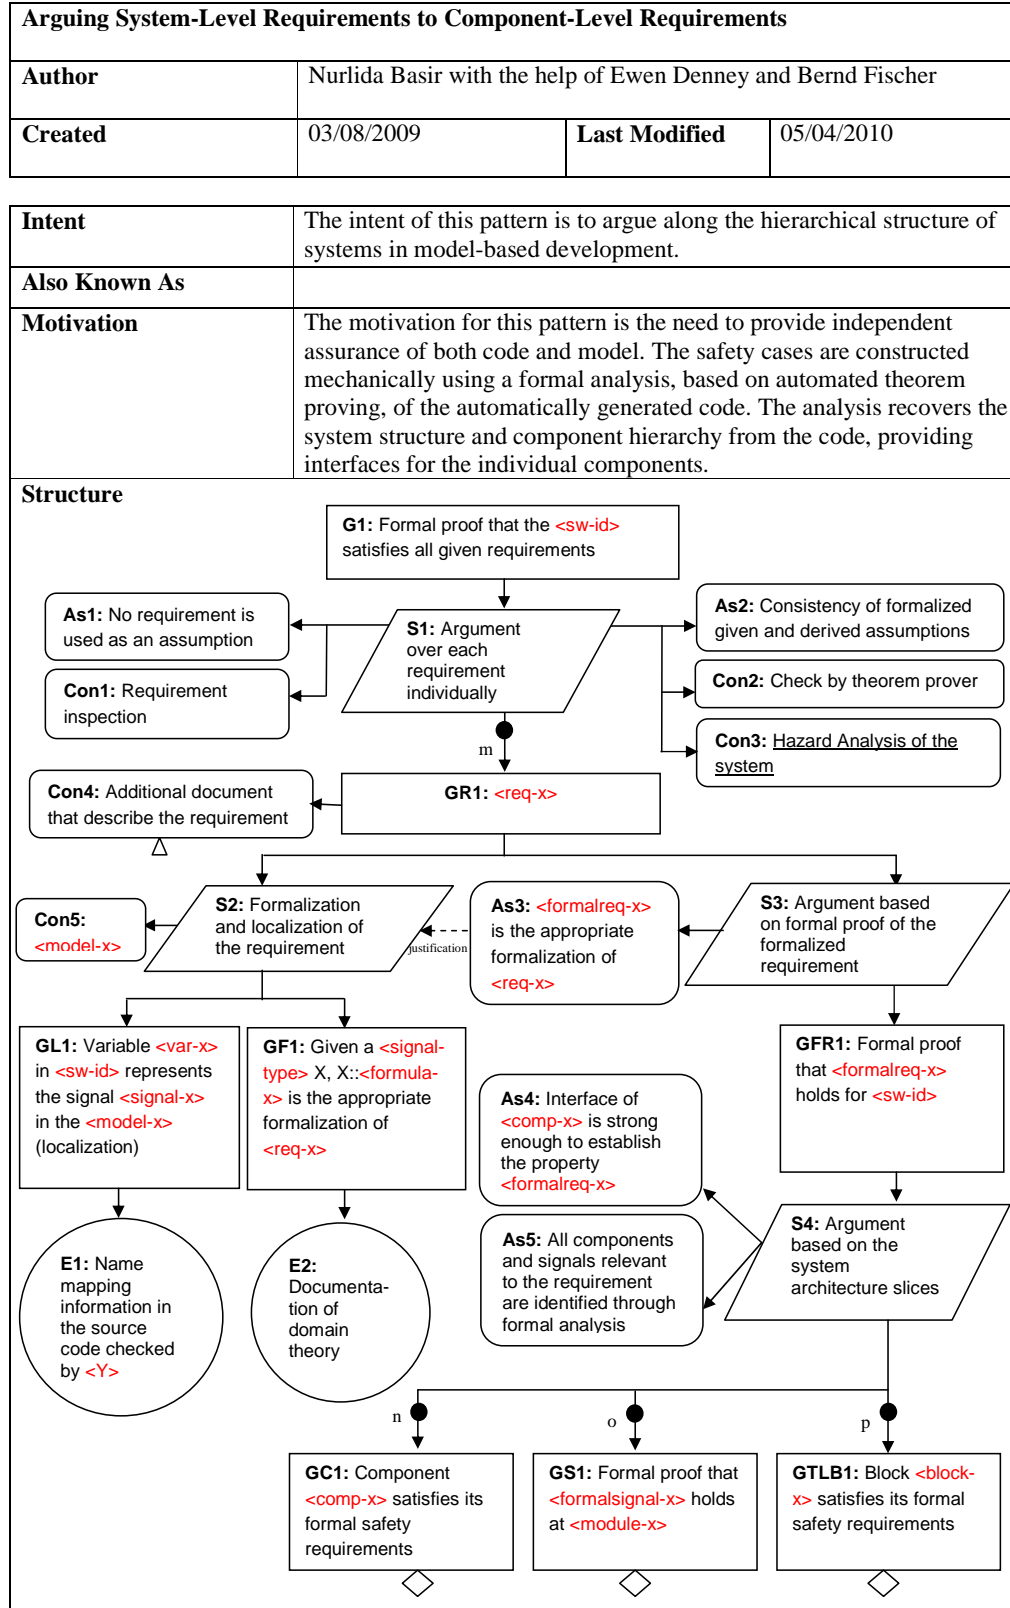 Arguing System-Level Requirements to Component-Level Requirements
Author
Nurlida Basir with the help of Ewen Denney and Bernd Fischer
Created
03/08/2009
Last Modified
05/04/2010
Intent
The intent of this pattern is to argue along the hierarchical structure of
systems in model-based development.
Also Known As
Motivation
The motivation for this pattern is the need to provide independent
assurance of both code and model. The safety cases are constructed
mechanically using a formal analysis, based on automated theorem
proving, of the automatically generated code. The analysis recovers the
system structure and component hierarchy from the code, providing
interfaces for the individual components.
Structure
G1: Formal proof that the <sw-id>
satisfies all given requirements
As1: No requirement is
used as an assumption
Con1: Requirement
inspection
S1: Argument
over each
requirement
individually
As2: Consistency of formalized
given and derived assumptions
Con2: Check by theorem prover
Con3: Hazard Analysis of the
system
m
Con4: Additional document
that describe the requirement
GR1: <req-x>
Con5:
<model-x>
S2: Formalization
and localization of
the requirement
justification
As3: <formalreq-x>
is the appropriate
formalization of
<req-x>
S3: Argument based
on formal proof of the
formalized
requirement
GL1: Variable <var-x>
in <sw-id> represents
the signal <signal-x>
in the <model-x>
(localization)
GF1: Given a <signal-
type> X, X::<formula-
x> is the appropriate
formalization of
<req-x>
GFR1: Formal proof
that <formalreq-x>
holds for <sw-id>
As4: Interface of
<comp-x> is strong
enough to establish
the property
<formalreq-x>
As5: All components
and signals relevant
to the requirement
are identified through
formal analysis
S4: Argument
based on the
system
architecture slices
E1: Name
mapping
information in
the source
code checked
by <Y>
E2:
Documenta-
tion of
domain
theory
n
o
p
GC1: Component
<comp-x> satisfies its
formal safety
requirements
GS1: Formal proof that
<formalsignal-x> holds
at <module-x>
GTLB1: Block <block-
x> satisfies its formal
safety requirements